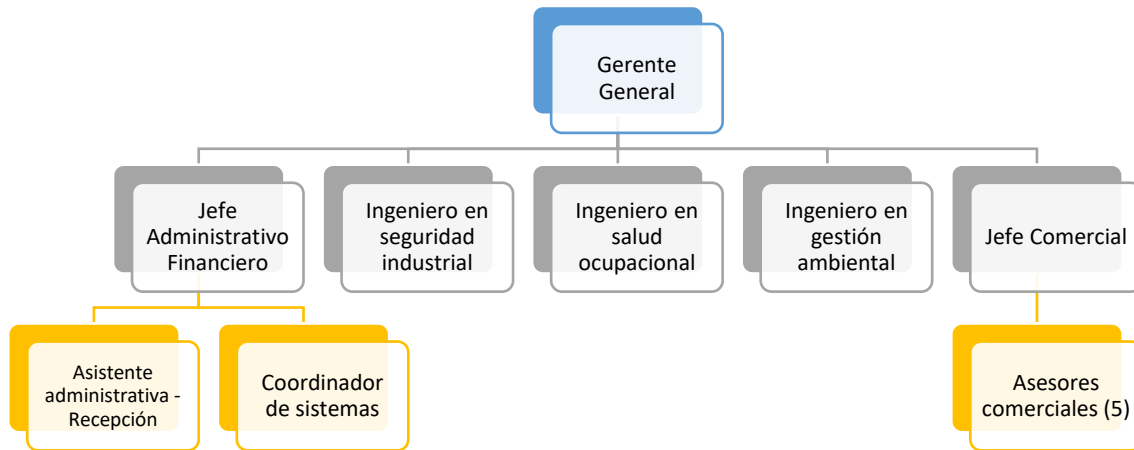 Gerente
General
Jefe
Administrativo
Financiero
Ingeniero en
seguridad
industrial
Ingeniero en
salud
ocupacional
Ingeniero en
gestión
ambiental
Jefe Comercial
Asistente
administrativa -
Recepción
Coordinador
de sistemas
Asesores
comerciales (5)